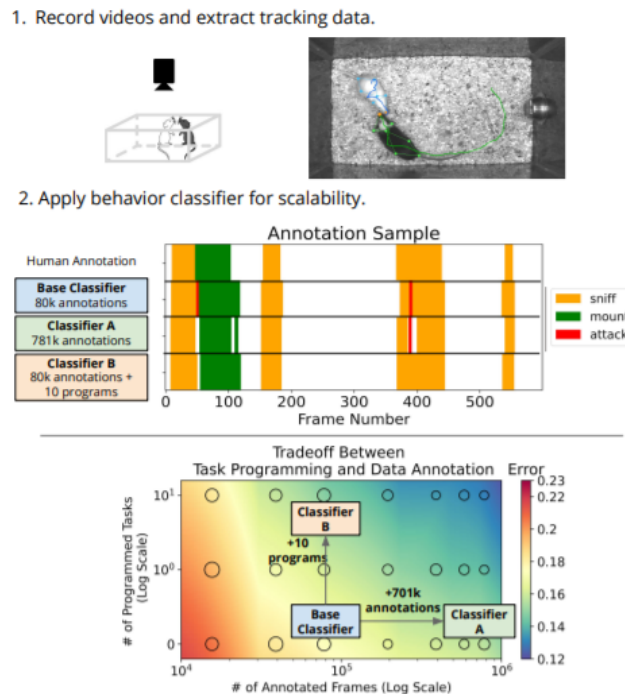 1. Record videos and extract tracking data.
2. Apply behavior classifier for scalability.
Annotation Sample
Human Annotation
Base Classifier
80k annotations
Classifier A
781k annotations
Classifier B
80k annotations +
10 programs
sniff
mount
attack
0 100 200 300 400 500
Frame Number
Tradeoff Between
Task Programming and Data Annotation
Error
# of Programmed Tasks
(Log Scale)
10¹
10⁰
0
Classifier
B
+10
programs
+701k
annotations
Base
Classifier
Classifier
A
10⁴ 10⁵ 10⁶
# of Annotated Frames (Log Scale)
0.23
0.22
0.2
0.18
0.16
0.14
0.12